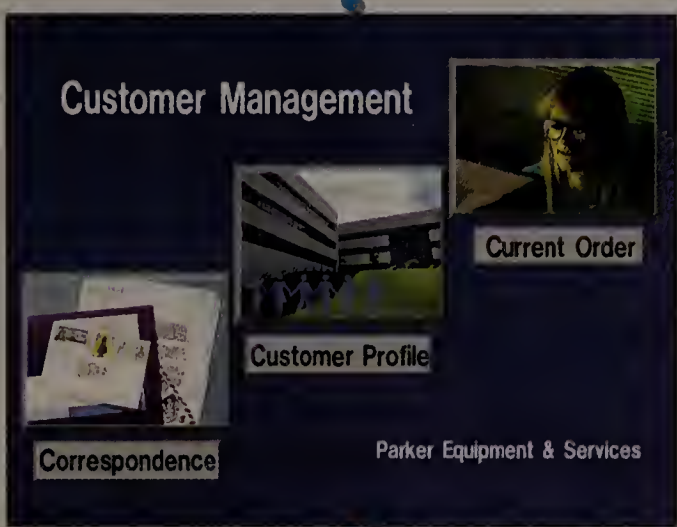 Customer Management
Current Order
Customer Profile
Correspondence
Parker Equipment & Services